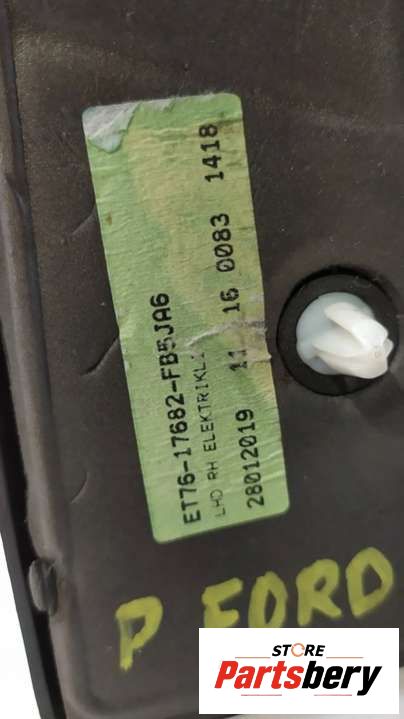 ET76-17682-FB5JA6
LHD RH ELEKTRIKLI
28012019 11 16 0083 1418
P FORD
STORE
Partsbery